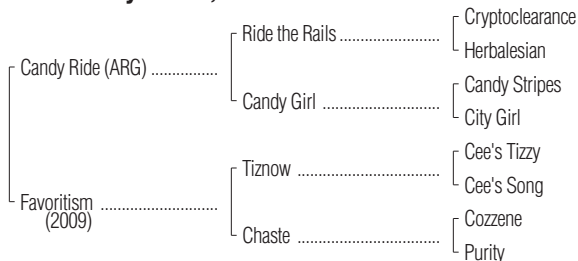 Cryptoclearance
Ride the Rails
Herbalesian
Candy Ride (ARG)
Candy Stripes
Candy Girl
City Girl
Cee's Tizzy
Tiznow
Cee's Song
Favoritism
(2009)
Cozzene
Chaste
Purity